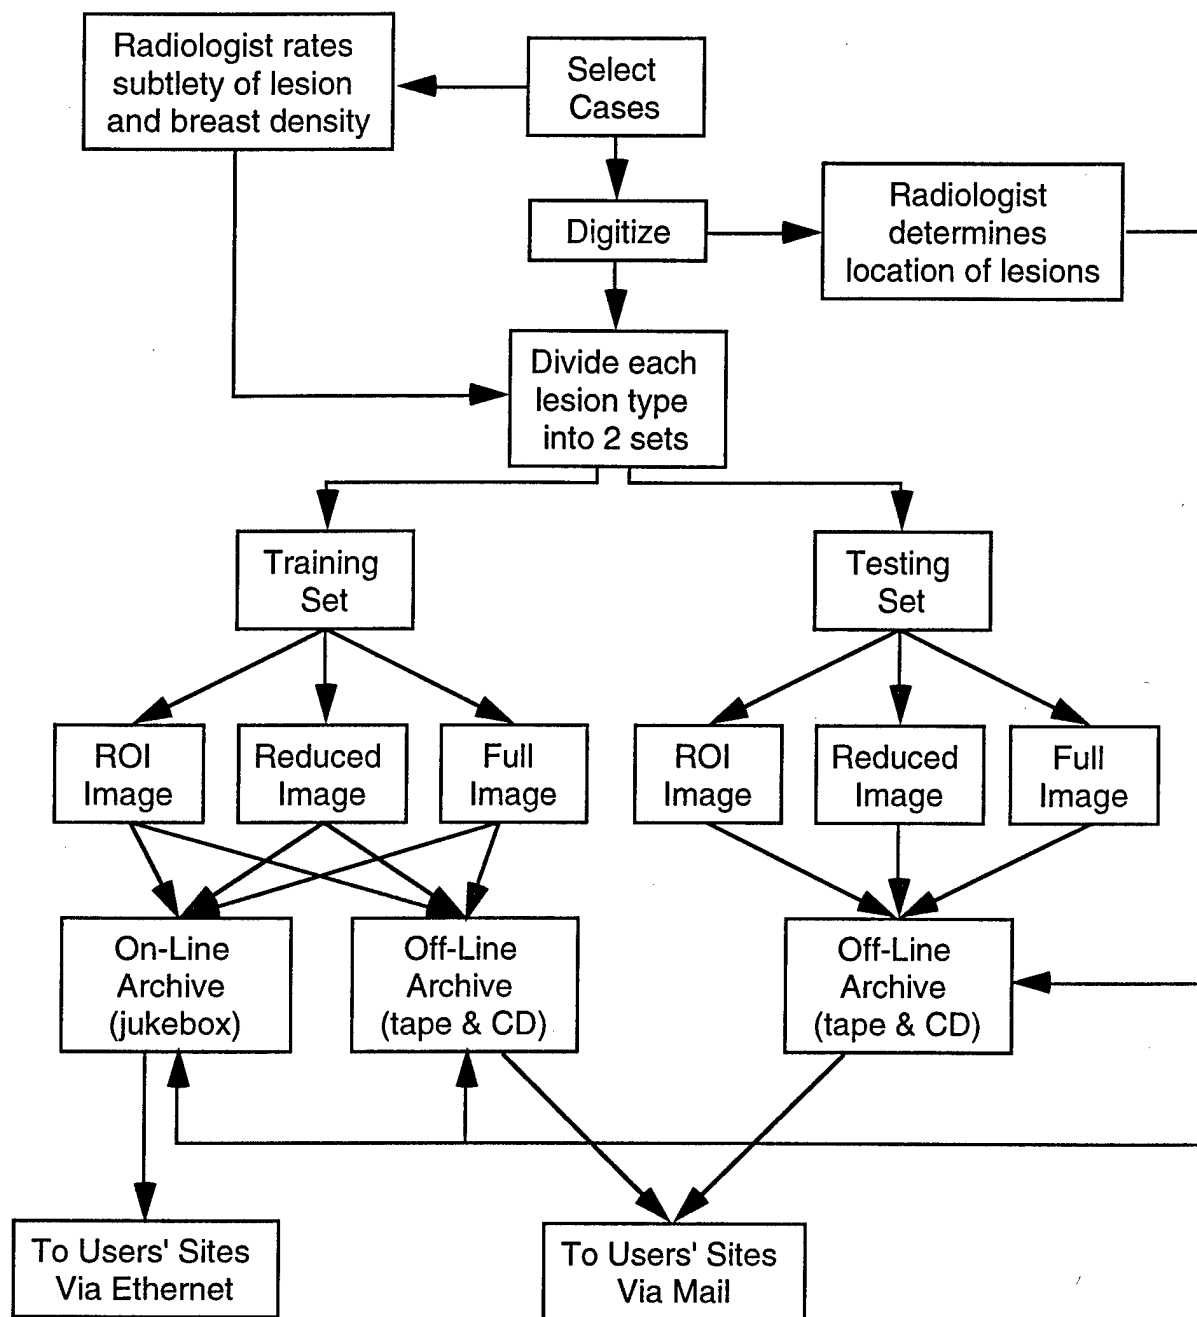 Radiologist rates
subtlety of lesion
and breast density
Select
Cases
Digitize
Radiologist
determines
location of lesions
Divide each
lesion type
into 2 sets
Training
Set
Testing
Set
ROI
Image
Reduced
Image
Full
Image
ROI
Image
Reduced
Image
Full
Image
On-Line
Archive
(jukebox)
Off-Line
Archive
(tape & CD)
Off-Line
Archive
(tape & CD)
To Users' Sites
Via Ethernet
To Users' Sites
Via Mail